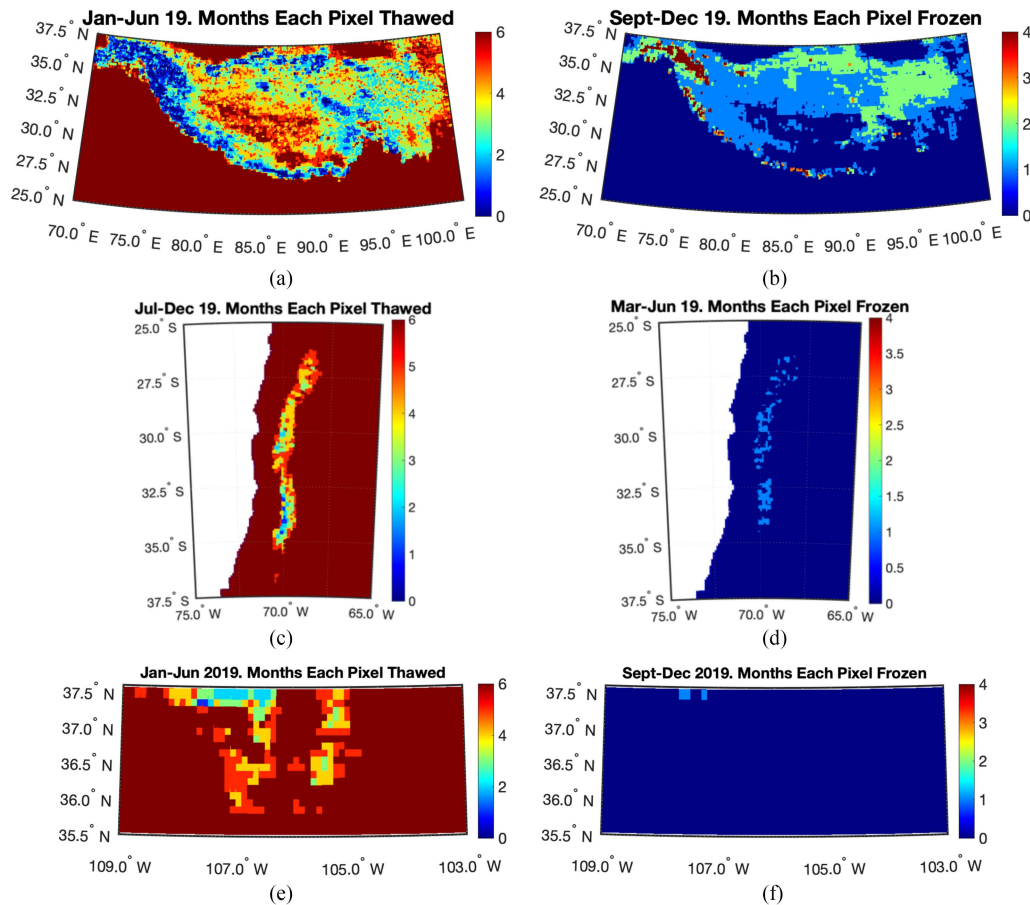 Jan-Jun 19. Months Each Pixel Thawed
37.5° N
35.0° N
32.5° N
30.0° N
27.5° N
25.0° N
70.0° E 75.0° E 80.0° E 85.0° E 90.0° E 95.0° E 100.0° E
6
4
2
0
(a)
Sept-Dec 19. Months Each Pixel Frozen
37.5° N
35.0° N
32.5° N
30.0° N
27.5° N
25.0° N
70.0° E 75.0° E 80.0° E 85.0° E 90.0° E 95.0° E 100.0° E
4
3
2
1
0
(b)
Jul-Dec 19. Months Each Pixel Thawed
25.0° S
27.5° S
30.0° S
32.5° S
35.0° S
37.5° S
75.0° W 70.0° W 65.0° W
6
5
4
3
2
1
0
(c)
Mar-Jun 19. Months Each Pixel Frozen
25.0° S
27.5° S
30.0° S
32.5° S
35.0° S
37.5° S
75.0° W 70.0° W 65.0° W
4
3.5
3
2.5
2
1.5
1
0.5
0
(d)
Jan-Jun 2019. Months Each Pixel Thawed
37.5° N
37.0° N
36.5° N
36.0° N
35.5° N
109.0° W 107.0° W 105.0° W 103.0° W
6
4
2
0
(e)
Sept-Dec 2019. Months Each Pixel Frozen
37.5° N
37.0° N
36.5° N
36.0° N
35.5° N
109.0° W 107.0° W 105.0° W 103.0° W
4
3
2
1
0
(f)